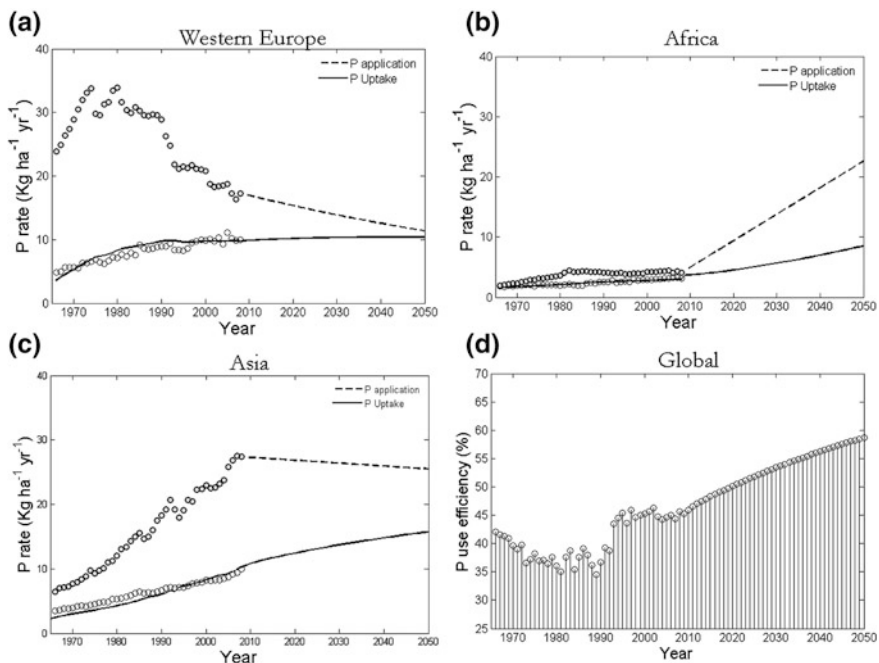 (a)
Western Europe
40
30
20
10
0
P rate (Kg ha⁻¹ yr⁻¹)
P application
P Uptake
1970 1980 1990 2000 2010 2020 2030 2040 2050
Year
(b)
Africa
40
30
20
10
0
P rate (kg ha⁻¹ yr⁻¹)
P application
P Uptake
1970 1980 1990 2000 2010 2020 2030 2040 2050
Year
(c)
Asia
40
30
20
10
0
P rate (Kg ha⁻¹ yr⁻¹)
P application
P Uptake
1970 1980 1990 2000 2010 2020 2030 2040 2050
Year
(d)
Global
70
65
60
55
50
45
40
35
30
25
P use efficiency (%)
1970 1980 1990 2000 2010 2020 2030 2040 2050
Year